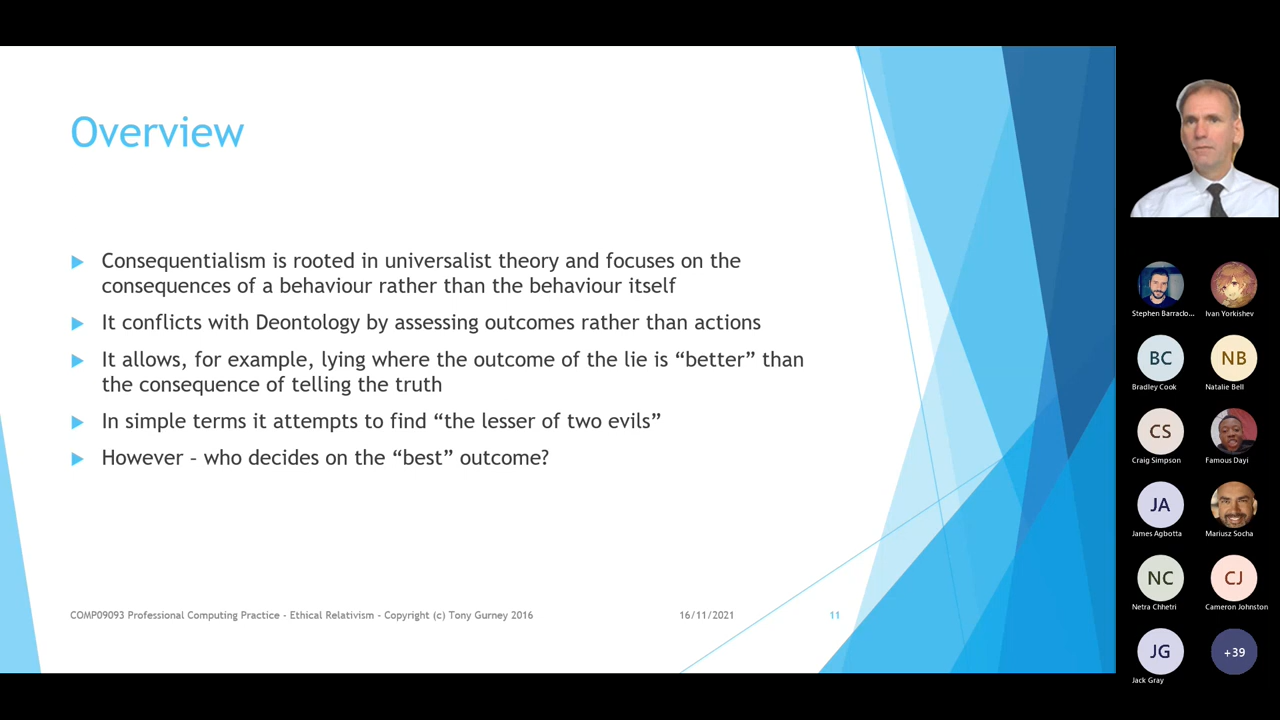 Overview
Consequentialism is rooted in universalist theory and focuses on the
consequences of a behaviour rather than the behaviour itself
It conflicts with Deontology by assessing outcomes rather than actions
It allows, for example, lying where the outcome of the lie is “better” than
the consequence of telling the truth
In simple terms it attempts to find “the lesser of two evils”
However – who decides on the “best” outcome?
COMP09093 Professional Computing Practice - Ethical Relativism - Copyright (c) Tony Gurney 2016
16/11/2021
11
Stephen Barraclo...
Ivan Yorkishev
BC
NB
Bradley Cook
Natalie Bell
CS
Craig Simpson
Famous Dayi
JA
James Agbotta
Mariusz Socha
NC
CJ
Netra Chhetri
Cameron Johnston
JG
+39
Jack Gray